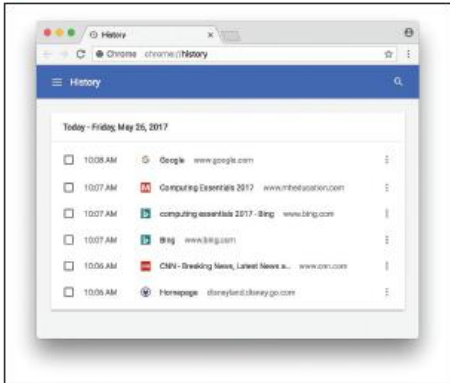 History
Chrome chrome://history
History
Today - Friday, May 26, 2017
10:08 AM Google www.google.com
10:07 AM Computing Essentials 2017 www.mheducation.com
10:07 AM computing essentials 2017 - Bing www.bing.com
10:07 AM Bing www.bing.com
10:06 AM CNN - Breaking News, Latest News a... www.cnn.com
10:06 AM Homepage disneyland.disney.go.com